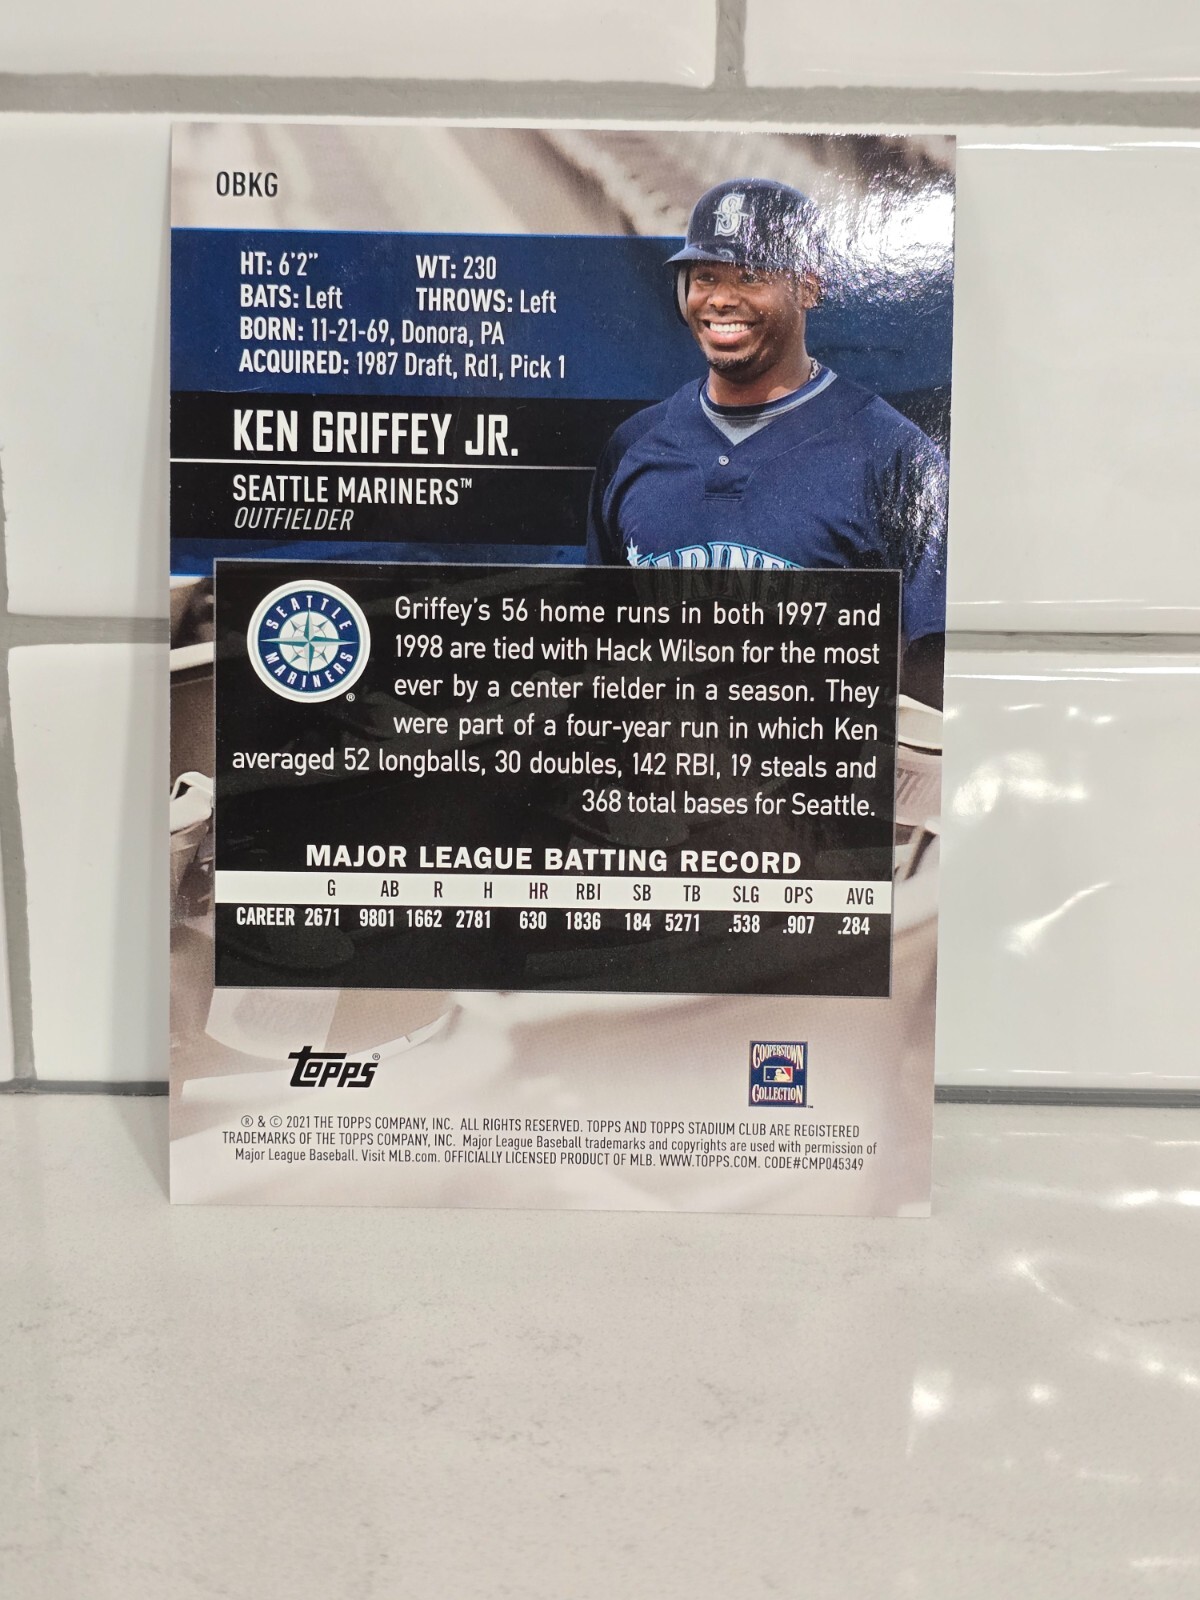 OBKG
HT: 6'2" WT: 230
BATS: Left THROWS: Left
BORN: 11-21-69, Donora, PA
ACQUIRED: 1987 Draft, Rd1, Pick 1
KEN GRIFFEY JR.
SEATTLE MARINERS™
OUTFIELDER
S
MARINE
SEATTLE
MARINERS
®
Griffey's 56 home runs in both 1997 and
1998 are tied with Hack Wilson for the most
ever by a center fielder in a season. They
were part of a four-year run in which Ken
averaged 52 longballs, 30 doubles, 142 RBI, 19 steals and
368 total bases for Seattle.
MAJOR LEAGUE BATTING RECORD
G AB R H HR RBI SB TB SLG OPS AVG
CAREER 2671 9801 1662 2781 630 1836 184 5271 .538 .907 .284
topps®
COOPERSTOWN
COLLECTION™
® & © 2021 THE TOPPS COMPANY, INC. ALL RIGHTS RESERVED. TOPPS AND TOPPS STADIUM CLUB ARE REGISTERED
TRADEMARKS OF THE TOPPS COMPANY, INC. Major League Baseball trademarks and copyrights are used with permission of
Major League Baseball. Visit MLB.com. OFFICIALLY LICENSED PRODUCT OF MLB. WWW.TOPPS.COM. CODE#CMP045349